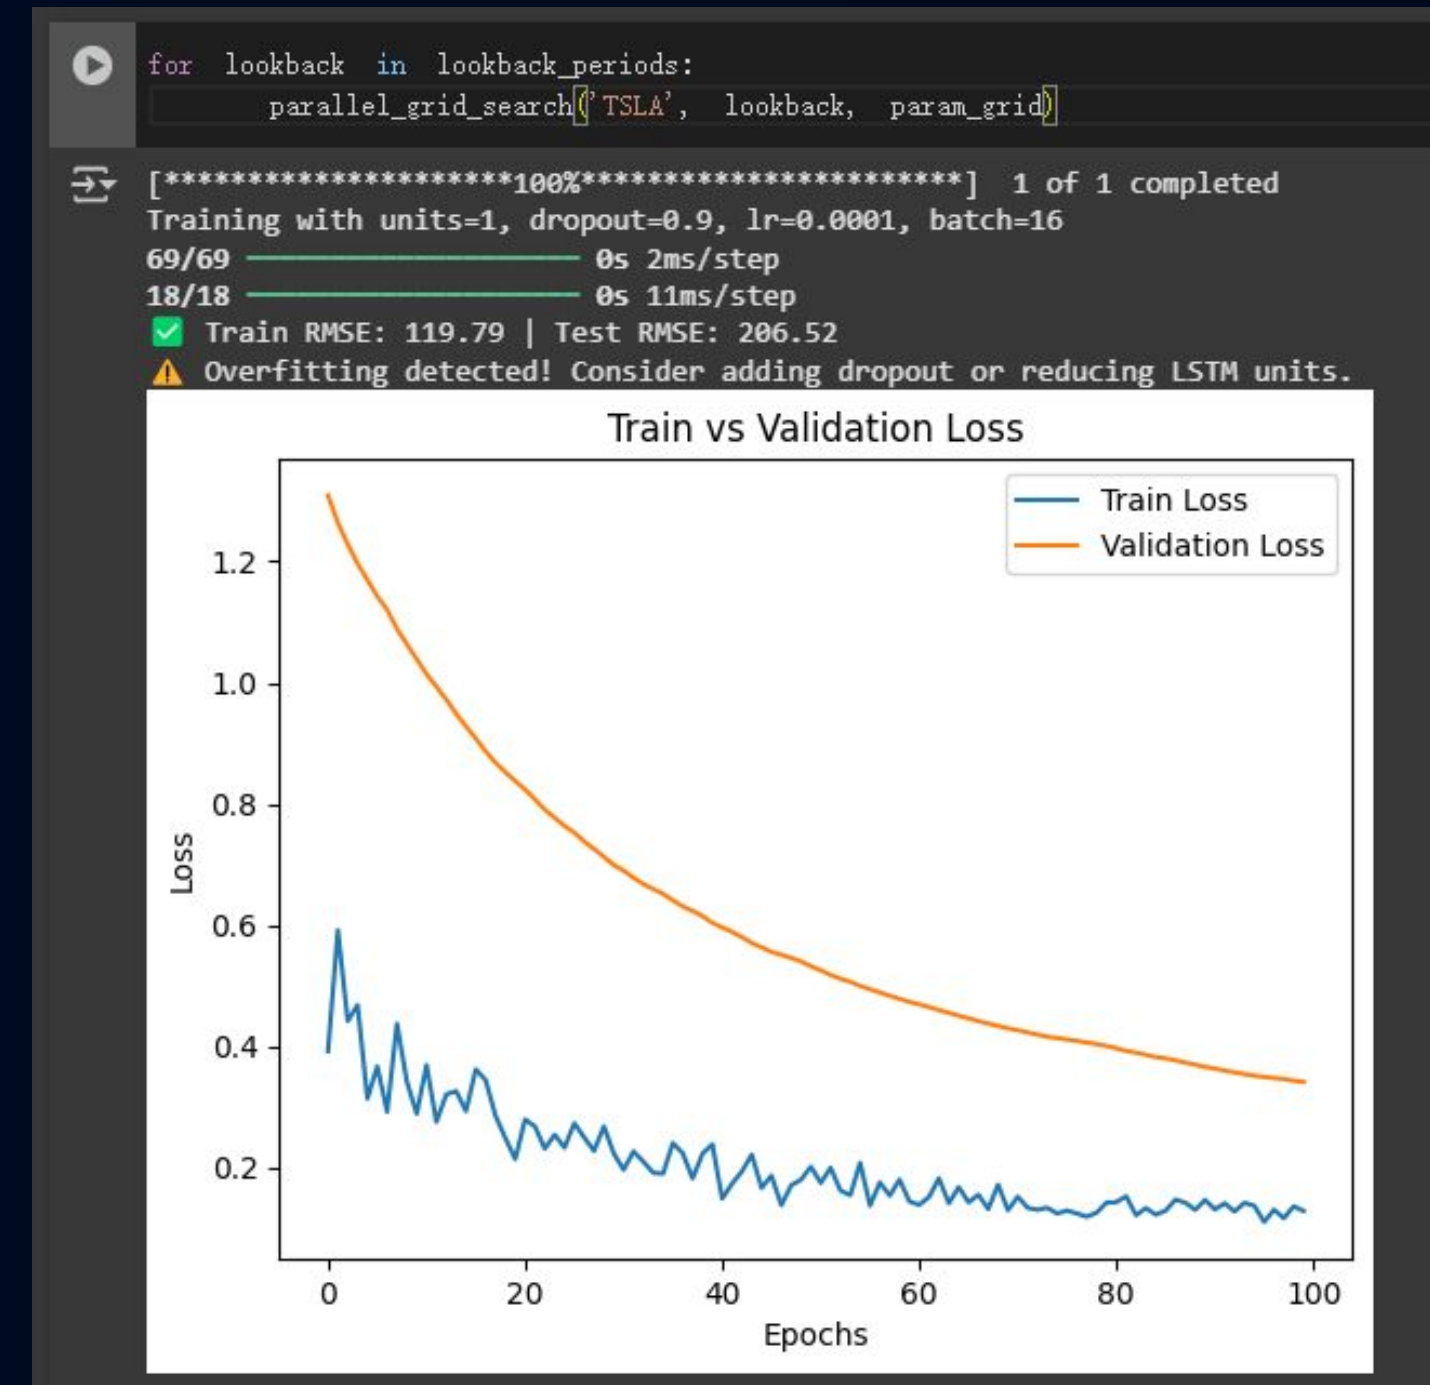 for lookback in lookback_periods:
parallel_grid_search('TSLA', lookback, param_grid)
[*********************100%***********************] 1 of 1 completed
Training with units=1, dropout=0.9, lr=0.0001, batch=16
69/69 ━━━━━━━━━━━━━━━━━━━━ 0s 2ms/step
18/18 ━━━━━━━━━━━━━━━━━━━━ 0s 11ms/step
✅ Train RMSE: 119.79 | Test RMSE: 206.52
⚠️ Overfitting detected! Consider adding dropout or reducing LSTM units.
Train vs Validation Loss
Train Loss
Validation Loss
1.2
1.0
0.8
0.6
0.4
0.2
Loss
0 20 40 60 80 100
Epochs